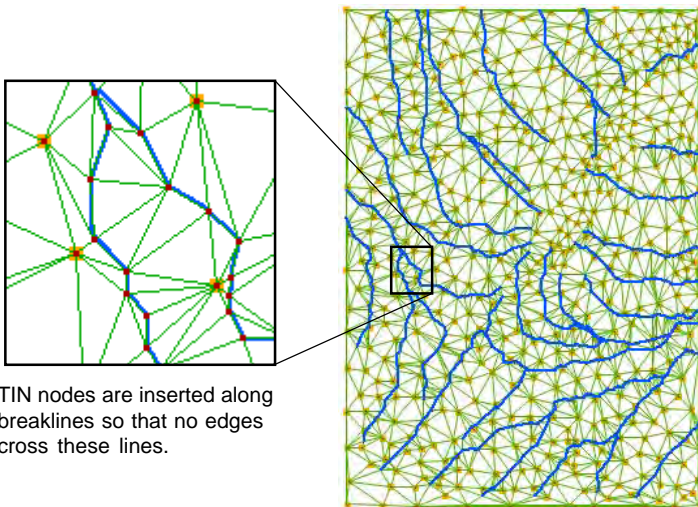 TIN nodes are inserted along
breaklines so that no edges
cross these lines.